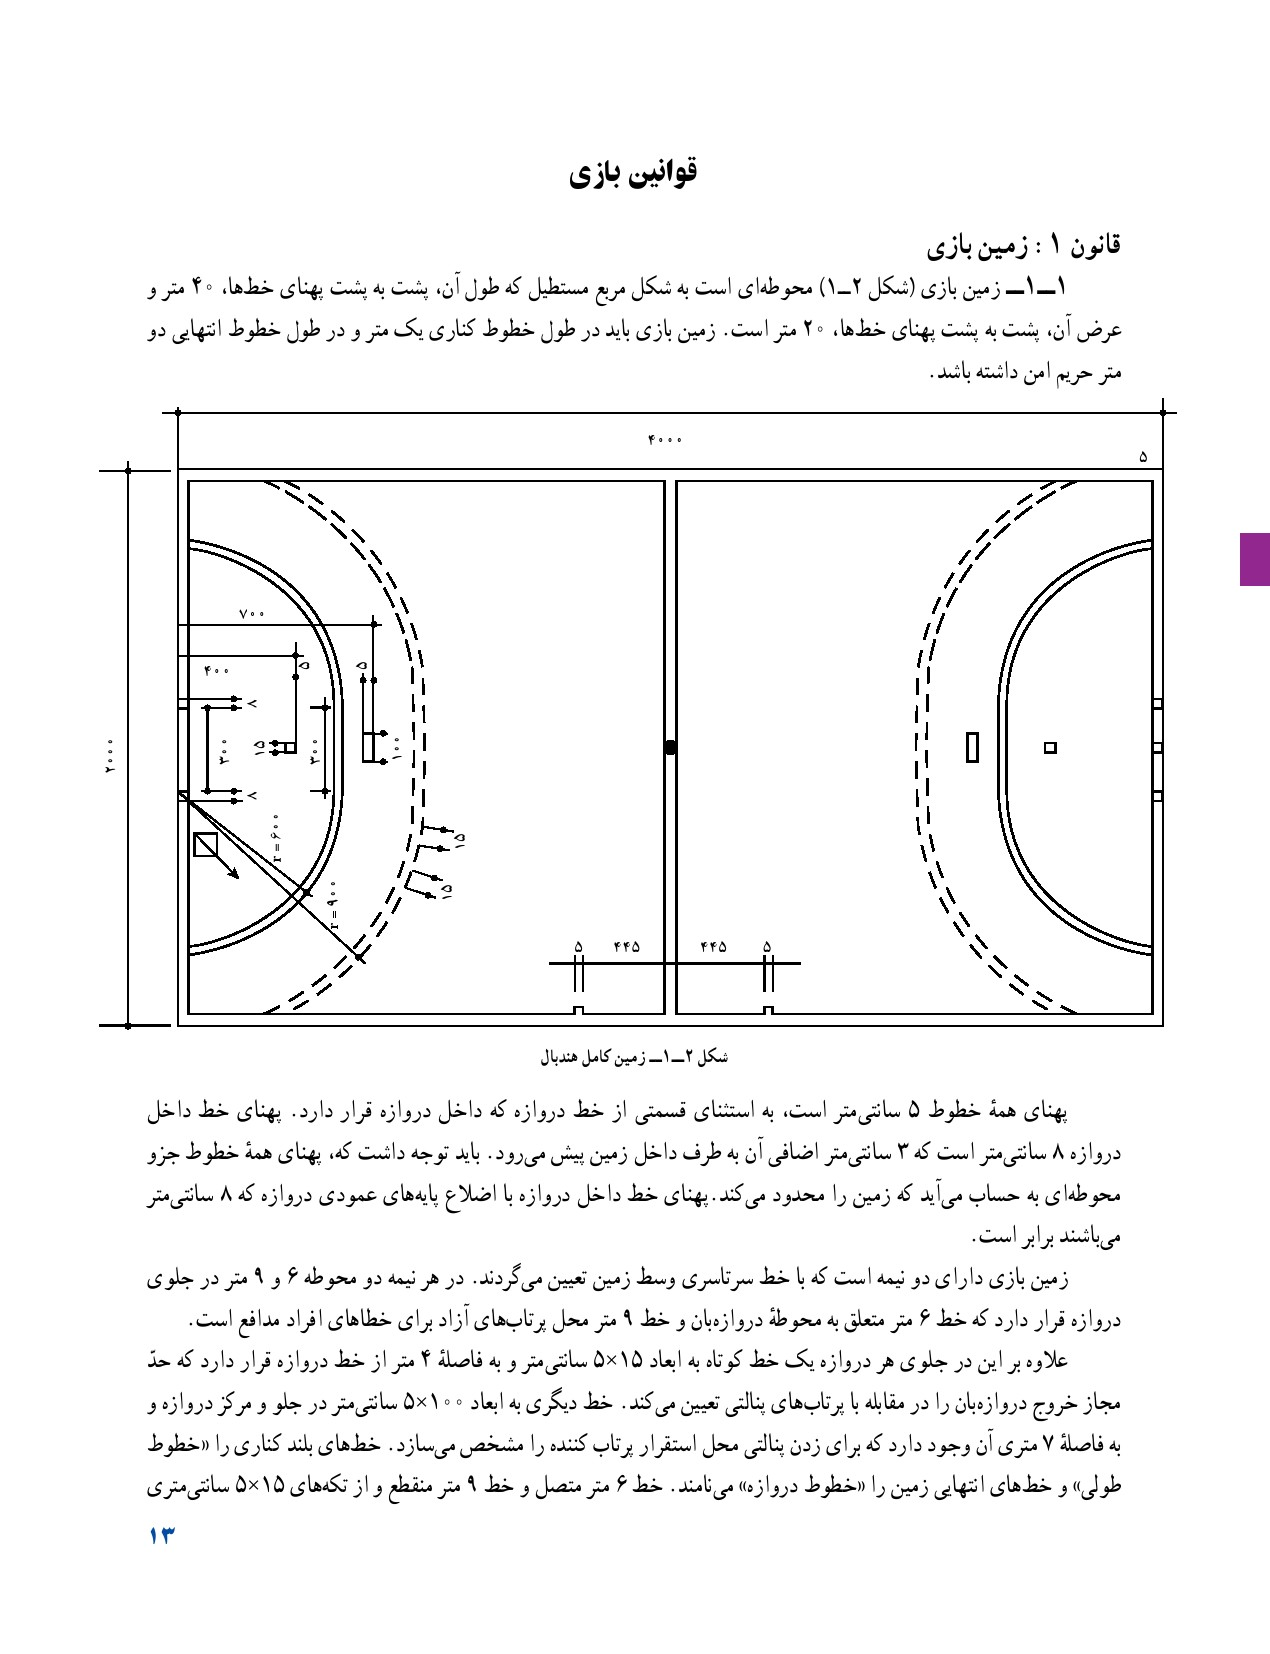 قوانین بازی
قانون ۱ : زمین بازی
۱ــ۱ــ زمین بازی (شکل ۲ــ۱) محوطه‌ای است به شکل مربع مستطیل که طول آن، پشت به پشت پهنای خط‌ها، ۴۰ متر و
عرض آن، پشت به پشت پهنای خط‌ها، ۲۰ متر است. زمین بازی باید در طول خطوط کناری یک متر و در طول خطوط انتهایی دو
متر حریم امن داشته باشد.
۴۰۰۰
۵
۷۰۰
۴۰۰
۵
۵
۸
۲۰۰۰
۳۰۰
۱۵
۳۰۰
۱۰۰
۸
r = ۶۰۰
r = ۹۰۰
۱۵
۱۵
۵
۴۴۵
۴۴۵
۵
شکل ۲ــ۱ــ زمین کامل هندبال
پهنای همهٔ خطوط ۵ سانتی‌متر است، به استثنای قسمتی از خط دروازه که داخل دروازه قرار دارد. پهنای خط داخل
دروازه ۸ سانتی‌متر است که ۳ سانتی‌متر اضافی آن به طرف داخل زمین پیش می‌رود. باید توجه داشت که، پهنای همهٔ خطوط جزو
محوطه‌ای به حساب می‌آید که زمین را محدود می‌کند.پهنای خط داخل دروازه با اضلاع پایه‌های عمودی دروازه که ۸ سانتی‌متر
می‌باشند برابر است.
زمین بازی دارای دو نیمه است که با خط سرتاسری وسط زمین تعیین می‌گردند. در هر نیمه دو محوطه ۶ و ۹ متر در جلوی
دروازه قرار دارد که خط ۶ متر متعلق به محوطهٔ دروازه‌بان و خط ۹ متر محل پرتاب‌های آزاد برای خطاهای افراد مدافع است.
علاوه بر این در جلوی هر دروازه یک خط کوتاه به ابعاد ۱۵×۵ سانتی‌متر و به فاصلهٔ ۴ متر از خط دروازه قرار دارد که حدّ
مجاز خروج دروازه‌بان را در مقابله با پرتاب‌های پنالتی تعیین می‌کند. خط دیگری به ابعاد ۱۰۰×۵ سانتی‌متر در جلو و مرکز دروازه و
به فاصلهٔ ۷ متری آن وجود دارد که برای زدن پنالتی محل استقرار پرتاب کننده را مشخص می‌سازد. خط‌های بلند کناری را «خطوط
طولی» و خط‌های انتهایی زمین را «خطوط دروازه» می‌نامند. خط ۶ متر متصل و خط ۹ متر منقطع و از تکه‌های ۱۵×۵ سانتی‌متری
۱۳